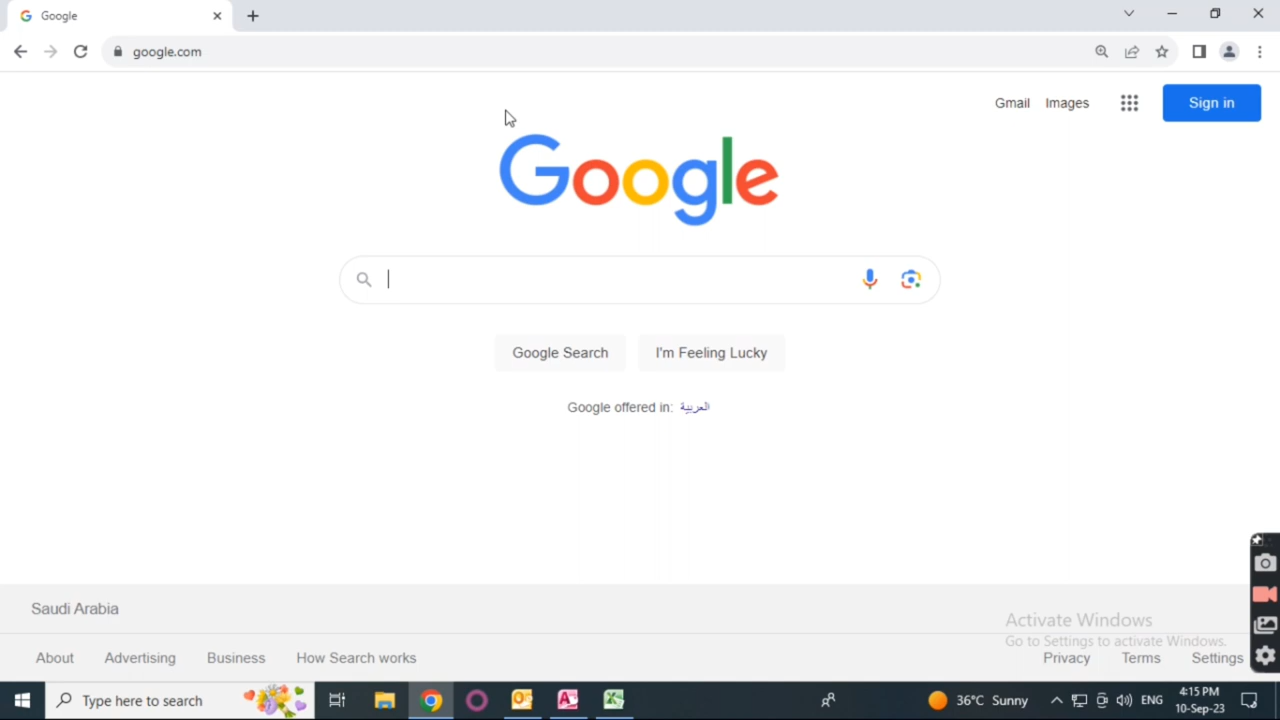 Google
google.com
Gmail Images Sign in
Google
Google Search I'm Feeling Lucky
Google offered in: العربية
Saudi Arabia
Activate Windows
Go to Settings to activate Windows.
About Advertising Business How Search works Privacy Terms Settings
Type here to search 36°C Sunny ENG 4:15 PM
10-Sep-23